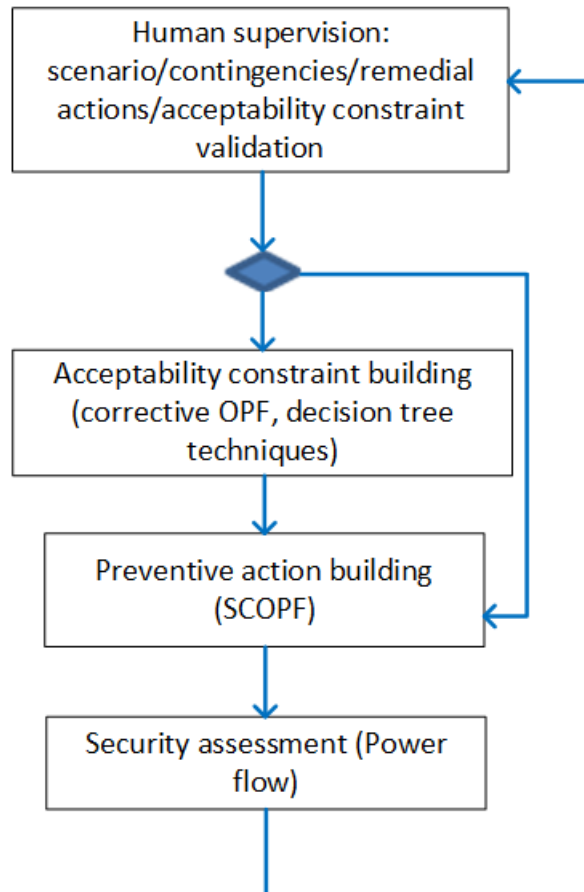 Human supervision:
scenario/contingencies/remedial
actions/acceptability constraint
validation
Acceptability constraint building
(corrective OPF, decision tree
techniques)
Preventive action building
(SCOPF)
Security assessment (Power
flow)